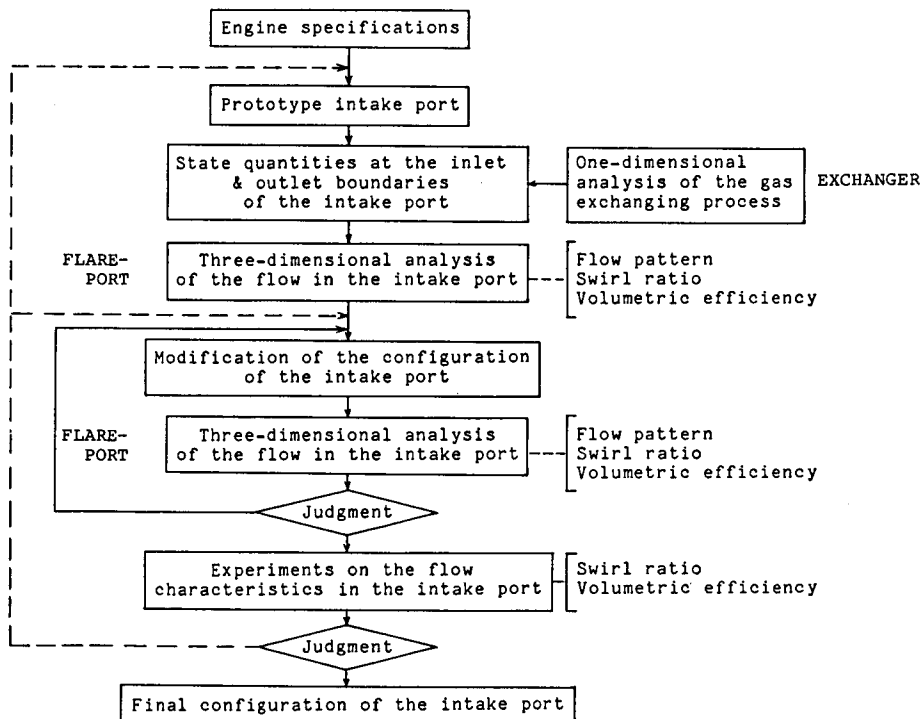 Engine specifications
Prototype intake port
State quantities at the inlet
& outlet boundaries
of the intake port
One-dimensional
analysis of the gas
exchanging process
EXCHANGER
FLARE-
PORT
Three-dimensional analysis
of the flow in the intake port
Flow pattern
Swirl ratio
Volumetric efficiency
Modification of the configuration
of the intake port
FLARE-
PORT
Three-dimensional analysis
of the flow in the intake port
Flow pattern
Swirl ratio
Volumetric efficiency
Judgment
Experiments on the flow
characteristics in the intake port
Swirl ratio
Volumetric efficiency
Judgment
Final configuration of the intake port